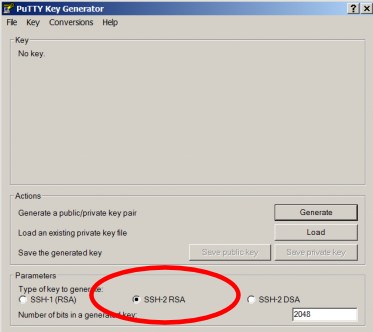 PuTTY Key Generator
File Key Conversions Help
Key
No key.
Actions
Generate a public/private key pair
Generate
Load an existing private key file
Load
Save the generated key
Save public key
Save private key
Parameters
Type of key to generate:
SSH-1 (RSA)
SSH-2 RSA
SSH-2 DSA
Number of bits in a generated key:
2048